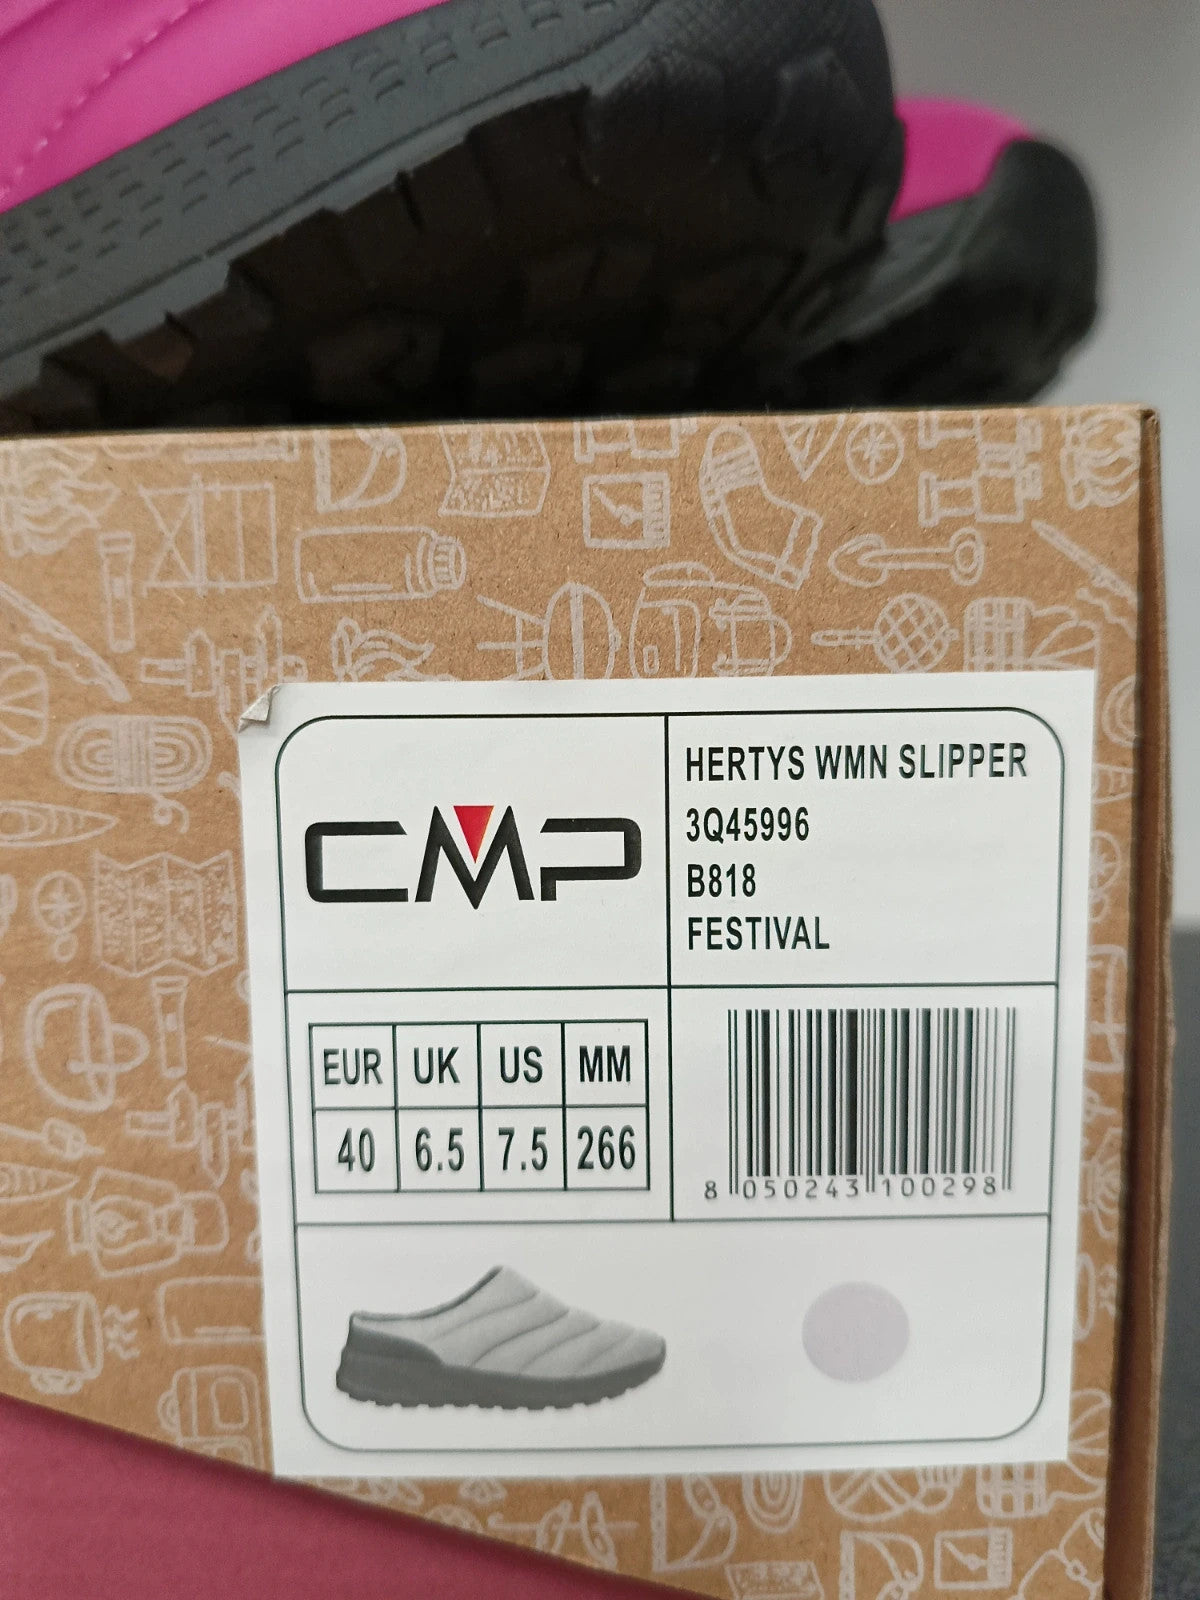 CMP
HERTYS WMN SLIPPER
3Q45996
B818
FESTIVAL
EUR UK US MM
40 6.5 7.5 266
8 050243 100298